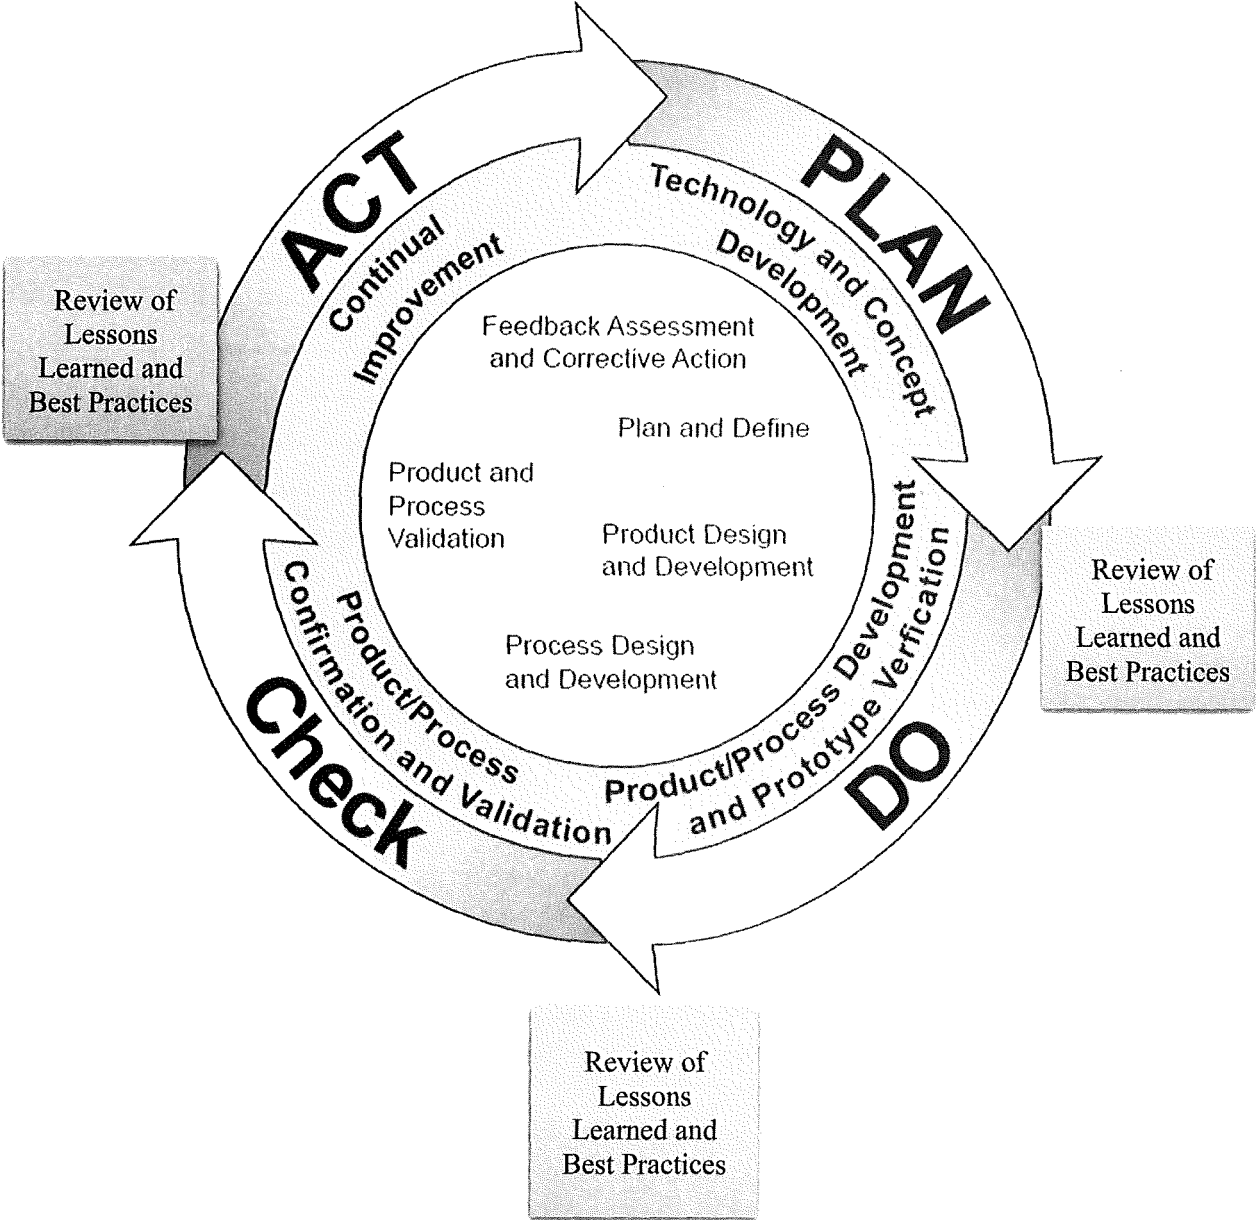 ACT
PLAN
Continual
Improvement
Technology and Concept
Development
Review of
Lessons
Learned and
Best Practices
Feedback Assessment
and Corrective Action
Plan and Define
Product and
Process
Validation
Product Design
and Development
Process Design
and Development
Product/Process Development
and Prototype Verfication
Review of
Lessons
Learned and
Best Practices
Product/Process
Confirmation and Validation
Check
DO
Review of
Lessons
Learned and
Best Practices